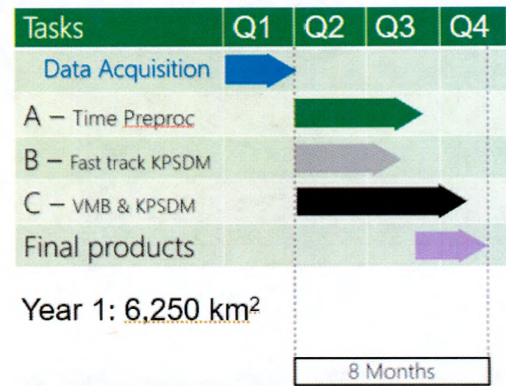 Tasks Q1 Q2 Q3 Q4
Data Acquisition
A – Time Preproc
B – Fast track KPSDM
C – VMB & KPSDM
Final products
Year 1: 6,250 km²
8 Months